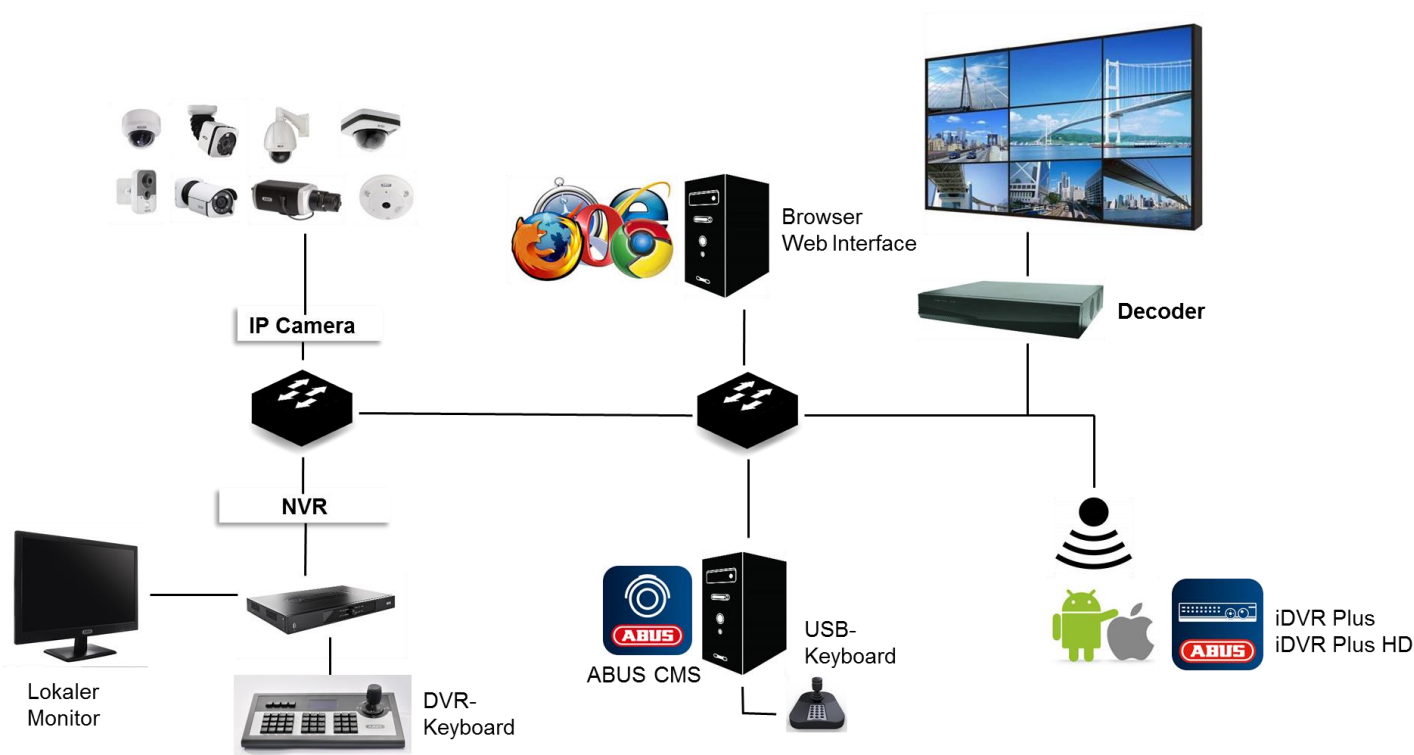 Browser
Web Interface
Decoder
IP Camera
NVR
Lokaler
Monitor
DVR-
Keyboard
ABUS
ABUS CMS
USB-
Keyboard
ABUS
iDVR Plus
iDVR Plus HD